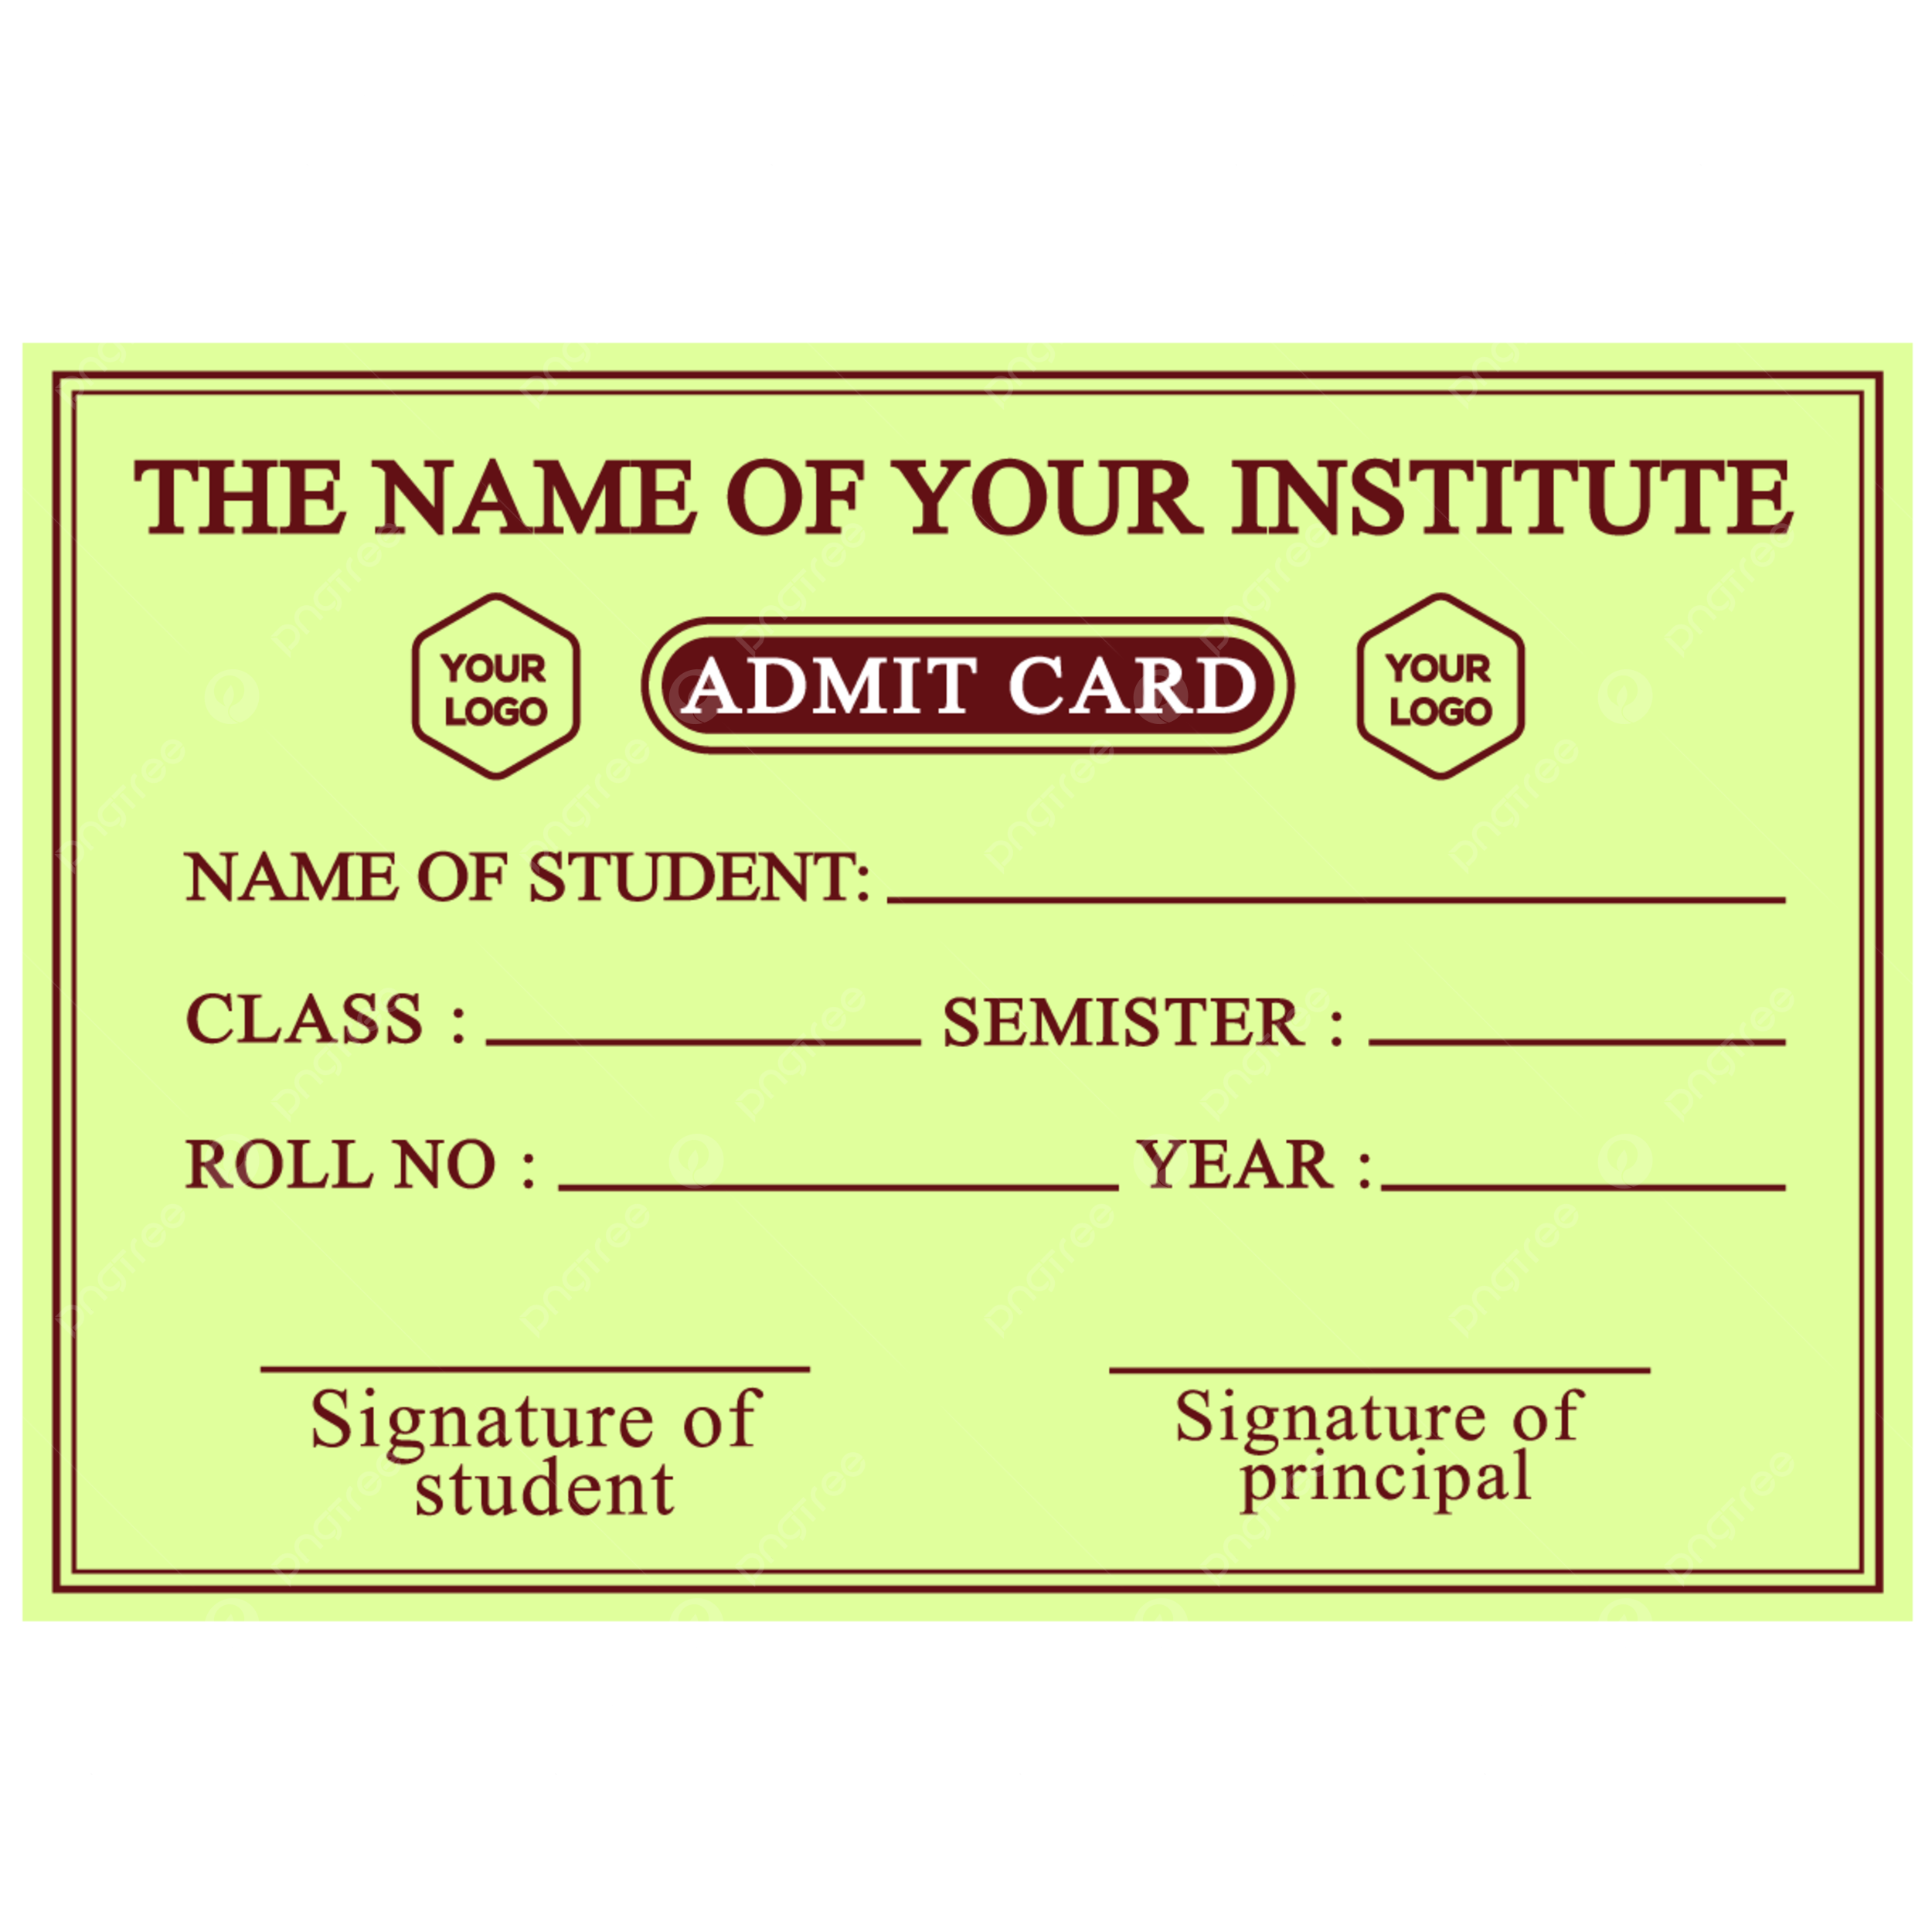 THE NAME OF YOUR INSTITUTE
YOUR LOGO
ADMIT CARD
YOUR LOGO
NAME OF STUDENT:
CLASS : SEMISTER :
ROLL NO : YEAR :
Signature of student
Signature of principal
pngtree